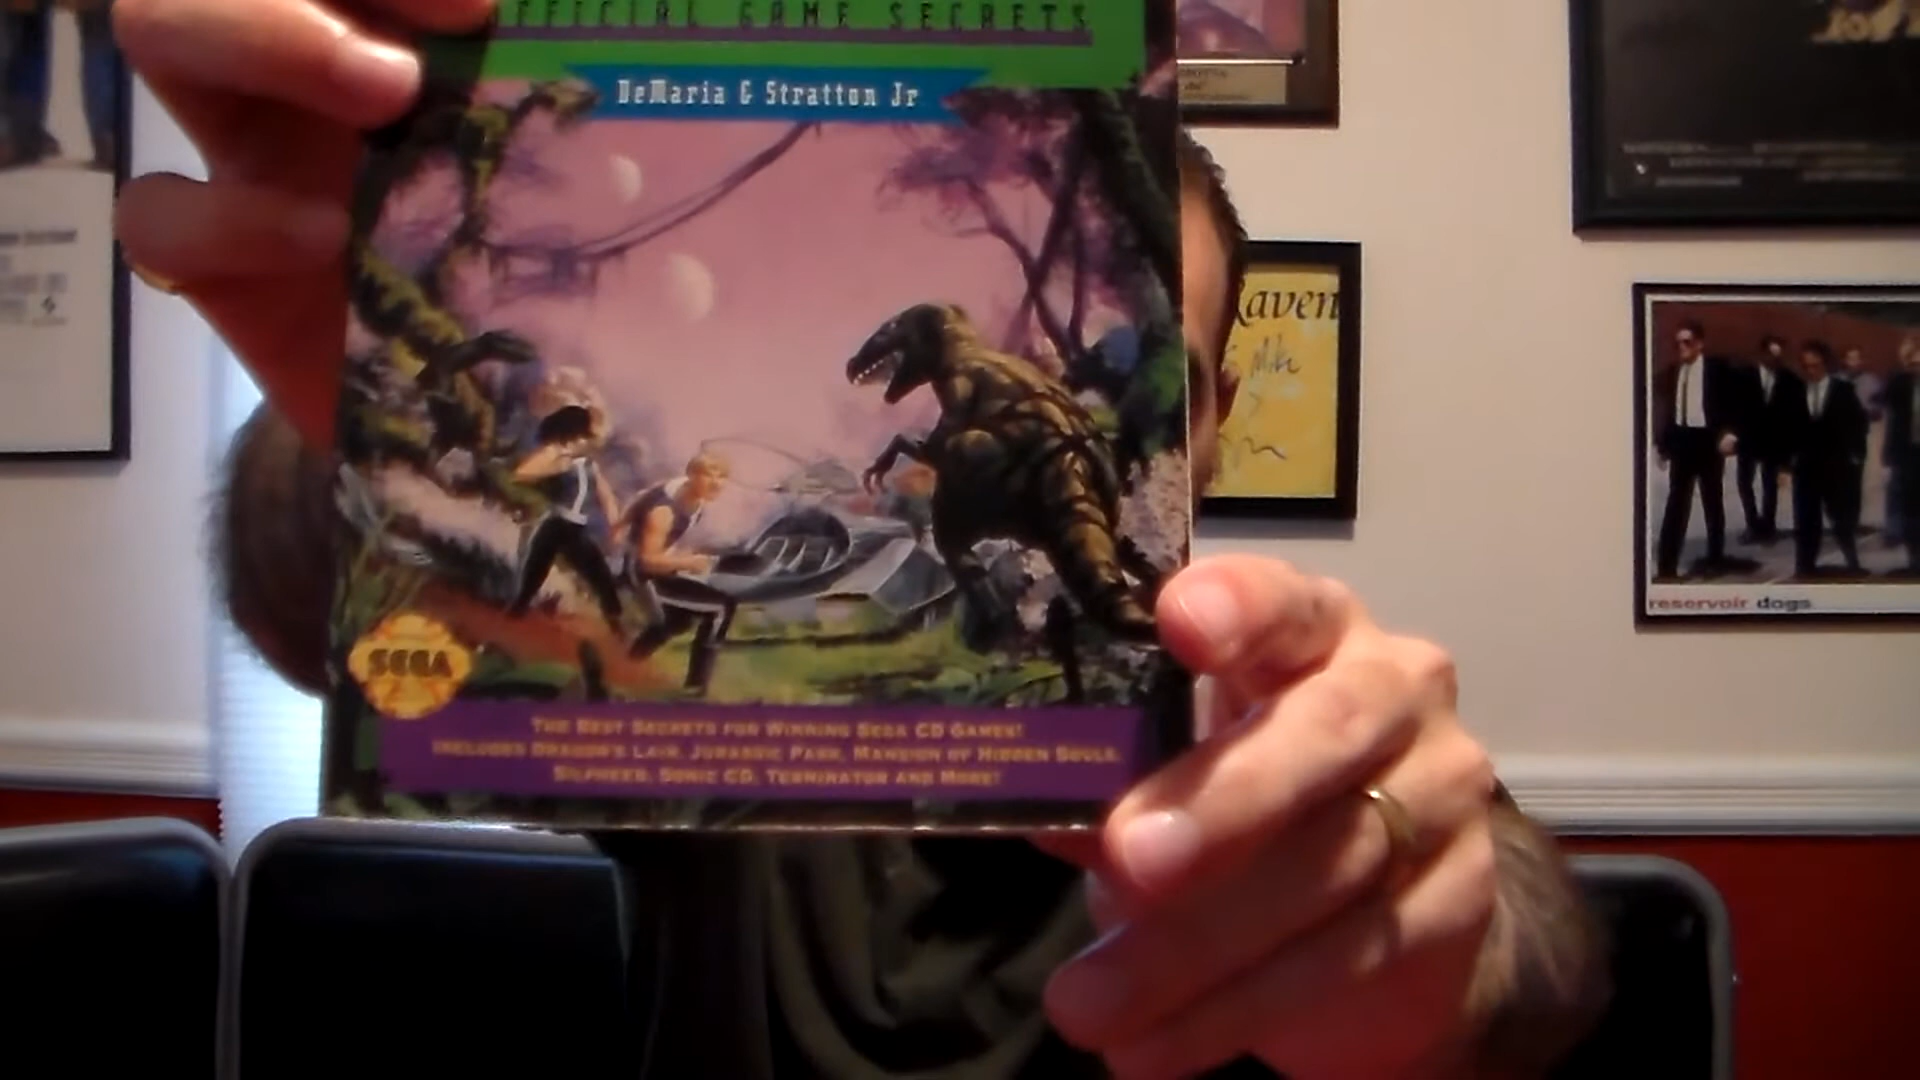 OFFICIAL GAME SECRETS
DeMaria & Stratton Jr
Raven
Mike
reservoir dogs
SEGA
THE BEST SECRETS FOR WINNING SEGA CD GAMES!
INCLUDES DRAGON'S LAIR, JURASSIC PARK, MANSION OF HIDDEN SOULS,
SILPHEED, SONIC CD, TERMINATOR AND MORE!